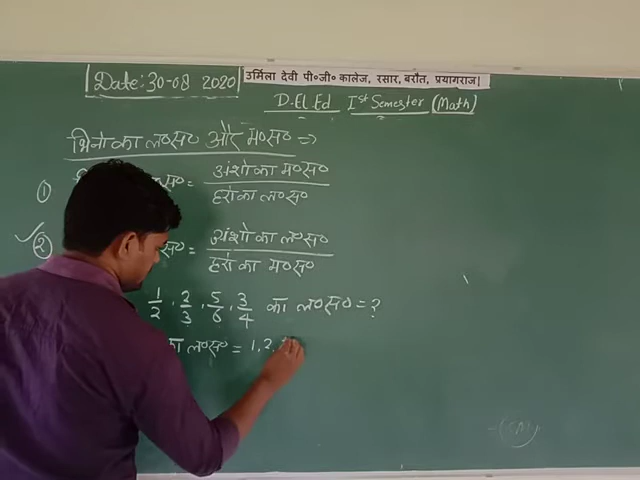 Date: 30-08 2020
उर्मिला देवी पी०जी० कालेज, रसार, बरौत, प्रयागराज।
D.El.Ed Ist Semester (Math)
भिन्नो का ल०स० और म०स० ⇒
① ल०स० = अंशो का म०स० / हरो का ल०स०
✓ ② स० = अंशो का ल०स० / हरो का म०स०
1/2, 2/3, 5/6, 3/4 का ल०स० = ?
का ल०स० = 1, 2,